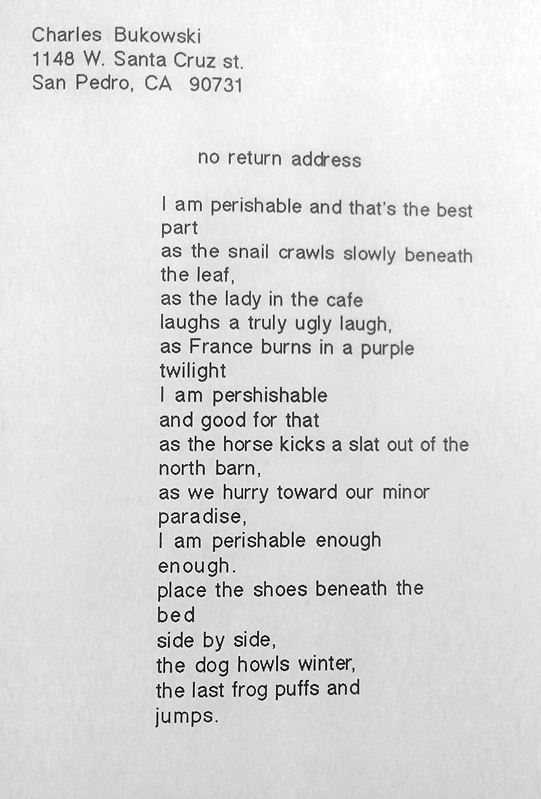 Charles Bukowski
1148 W. Santa Cruz st.
San Pedro, CA 90731
no return address
I am perishable and that's the best
part
as the snail crawls slowly beneath
the leaf,
as the lady in the cafe
laughs a truly ugly laugh,
as France burns in a purple
twilight
I am pershishable
and good for that
as the horse kicks a slat out of the
north barn,
as we hurry toward our minor
paradise,
I am perishable enough
enough.
place the shoes beneath the
bed
side by side,
the dog howls winter,
the last frog puffs and
jumps.